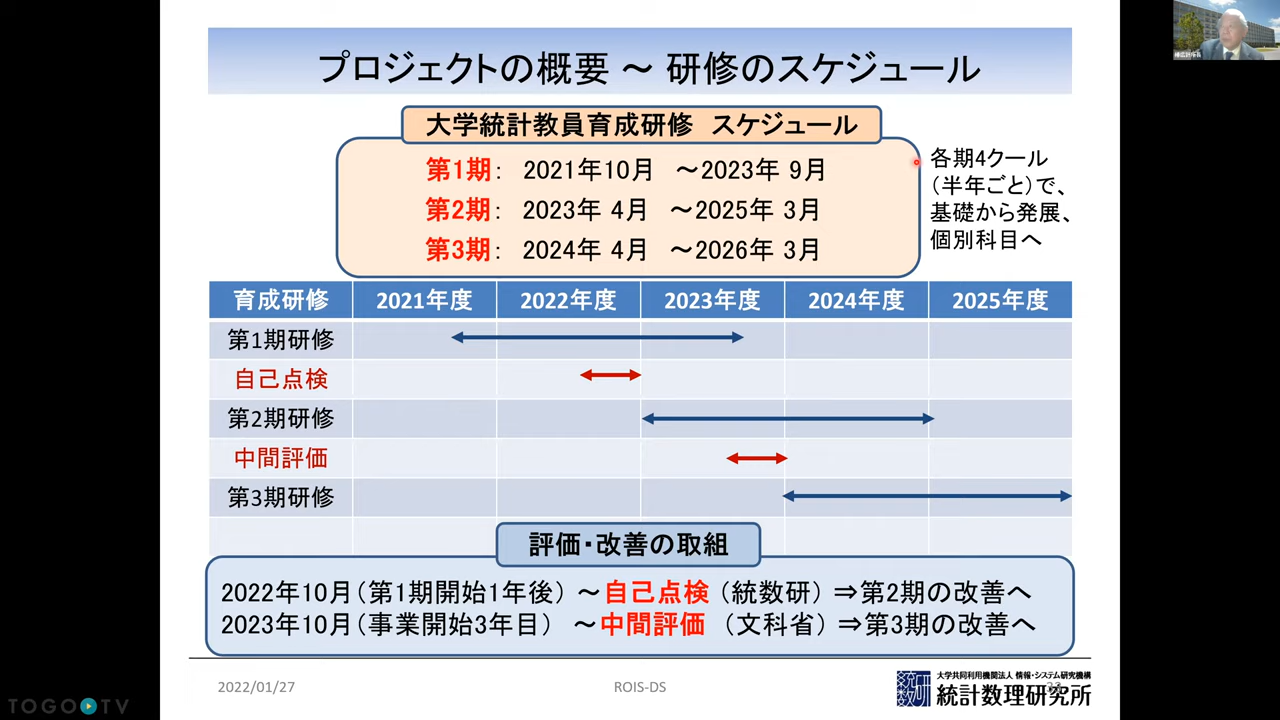 プロジェクトの概要 ～ 研修のスケジュール
大学統計教員育成研修　スケジュール
第1期： 2021年10月 ～2023年 9月
第2期： 2023年 4月 ～2025年 3月
第3期： 2024年 4月 ～2026年 3月
各期4クール
（半年ごと）で、
基礎から発展、
個別科目へ
育成研修 2021年度 2022年度 2023年度 2024年度 2025年度
第1期研修
自己点検
第2期研修
中間評価
第3期研修
評価・改善の取組
2022年10月（第1期開始1年後） ～自己点検（統数研）⇒第2期の改善へ
2023年10月（事業開始3年目） ～中間評価（文科省）⇒第3期の改善へ
2022/01/27
ROIS-DS
大学共同利用機関法人 情報・システム研究機構
統計数理研究所
TOGO TV